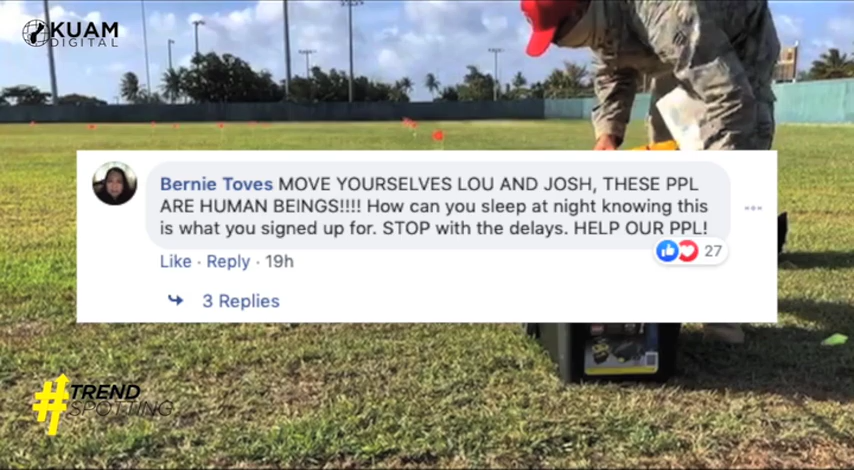 KUAM
DIGITAL
Bernie Toves MOVE YOURSELVES LOU AND JOSH, THESE PPL
ARE HUMAN BEINGS!!!! How can you sleep at night knowing this
is what you signed up for. STOP with the delays. HELP OUR PPL!
27
Like · Reply · 19h
3 Replies
#TREND
SPOTTING